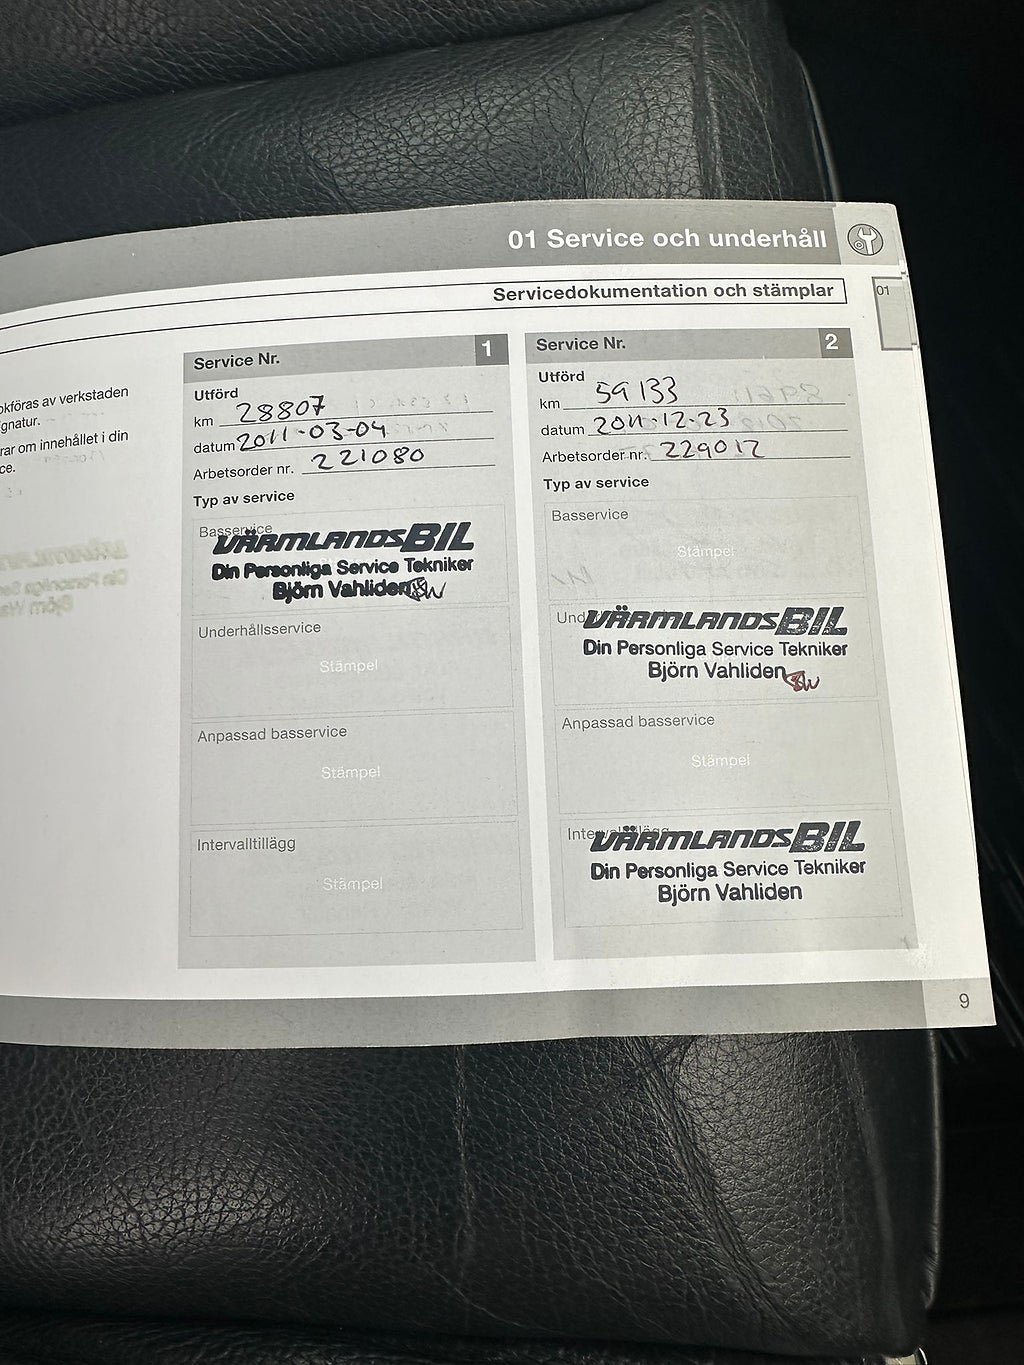 01 Service och underhåll
01
Servicedokumentation och stämplar
okföras av verkstaden
gnatur.
rar om innehållet i din
ce.
Service Nr. 1
Utförd
km 28807
datum 2011-03-04
Arbetsorder nr. 221080
Typ av service
Basservice
VÄRMLANDSBIL
Din Personliga Service Tekniker
Björn Vahliden
Underhållsservice
Stämpel
Anpassad basservice
Stämpel
Intervalltillägg
Stämpel
Service Nr. 2
Utförd
km 59133
datum 2011-12-23
Arbetsorder nr. 229012
Typ av service
Basservice
Stämpel
Und
VÄRMLANDSBIL
Din Personliga Service Tekniker
Björn Vahliden
Anpassad basservice
Stämpel
Intervalltillägg
VÄRMLANDSBIL
Din Personliga Service Tekniker
Björn Vahliden
9